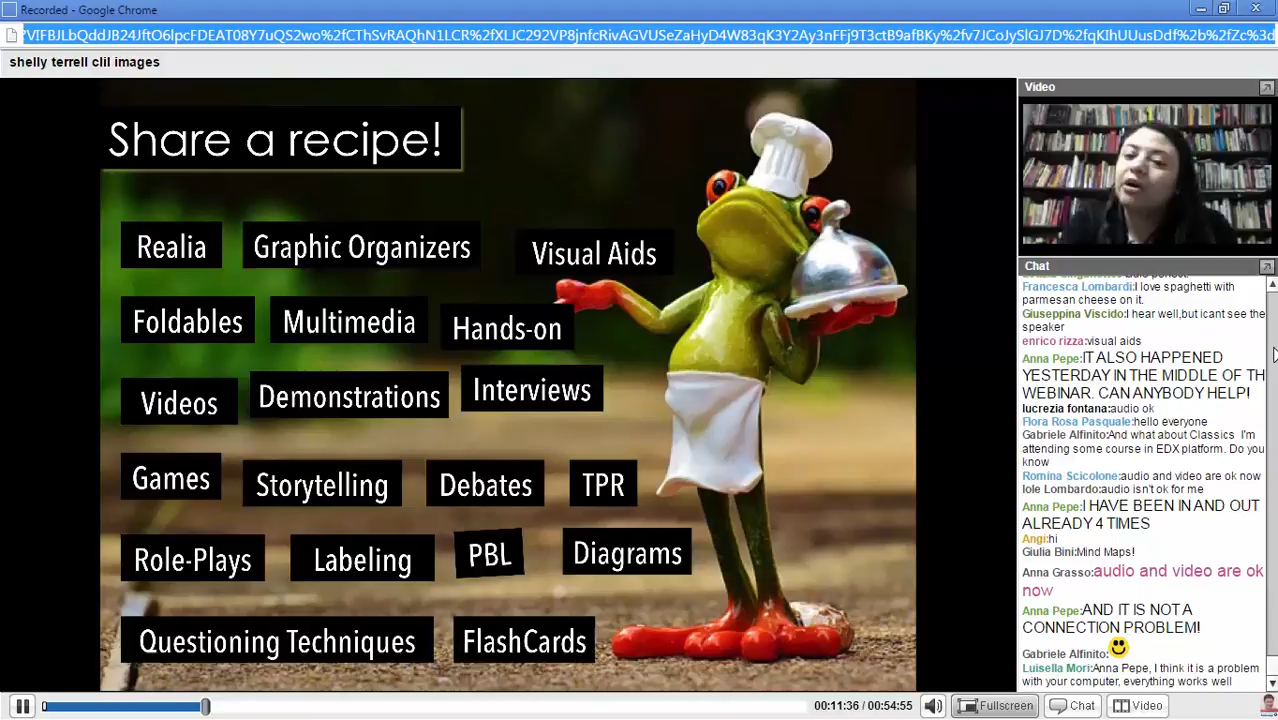 Recorded - Google Chrome
?VIFBJLbQddJB24JftO6lpcFDEAT08Y7uQS2wo%2fCThSvRAQhN1LCR%2fXLJC292VP8jnfcRivAGVUSeZaHyD4W83qK3Y2Ay3nFFj9T3ctB9afBKy%2fv7JCoJySlGJ7D%2fqKIhUUusDdf%2b%2fZc%3d
shelly terrell clil images
Share a recipe!
Realia Graphic Organizers Visual Aids
Foldables Multimedia Hands-on
Videos Demonstrations Interviews
Games Storytelling Debates TPR
Role-Plays Labeling PBL Diagrams
Questioning Techniques FlashCards
Video
Chat
Francesca Lombardi:I love spaghetti with
parmesan cheese on it.
Giuseppina Viscido:I hear well,but icant see the
speaker
enrico rizza:visual aids
Anna Pepe:IT ALSO HAPPENED
YESTERDAY IN THE MIDDLE OF TH
WEBINAR. CAN ANYBODY HELP!
lucrezia fontana:audio ok
Flora Rosa Pasquale:hello everyone
Gabriele Alfinito:And what about Classics I'm
attending some course in EDX platform. Do you
know
Romina Scicolone:audio and video are ok now
Iole Lombardo:audio isn't ok for me
Anna Pepe:I HAVE BEEN IN AND OUT
ALREADY 4 TIMES
Angi:hi
Giulia Bini:Mind Maps!
Anna Grasso:audio and video are ok
now
Anna Pepe:AND IT IS NOT A
CONNECTION PROBLEM!
Gabriele Alfinito:
Luisella Mori:Anna Pepe, I think it is a problem
with your computer, everything works well
00:11:36 / 00:54:55 Fullscreen Chat Video